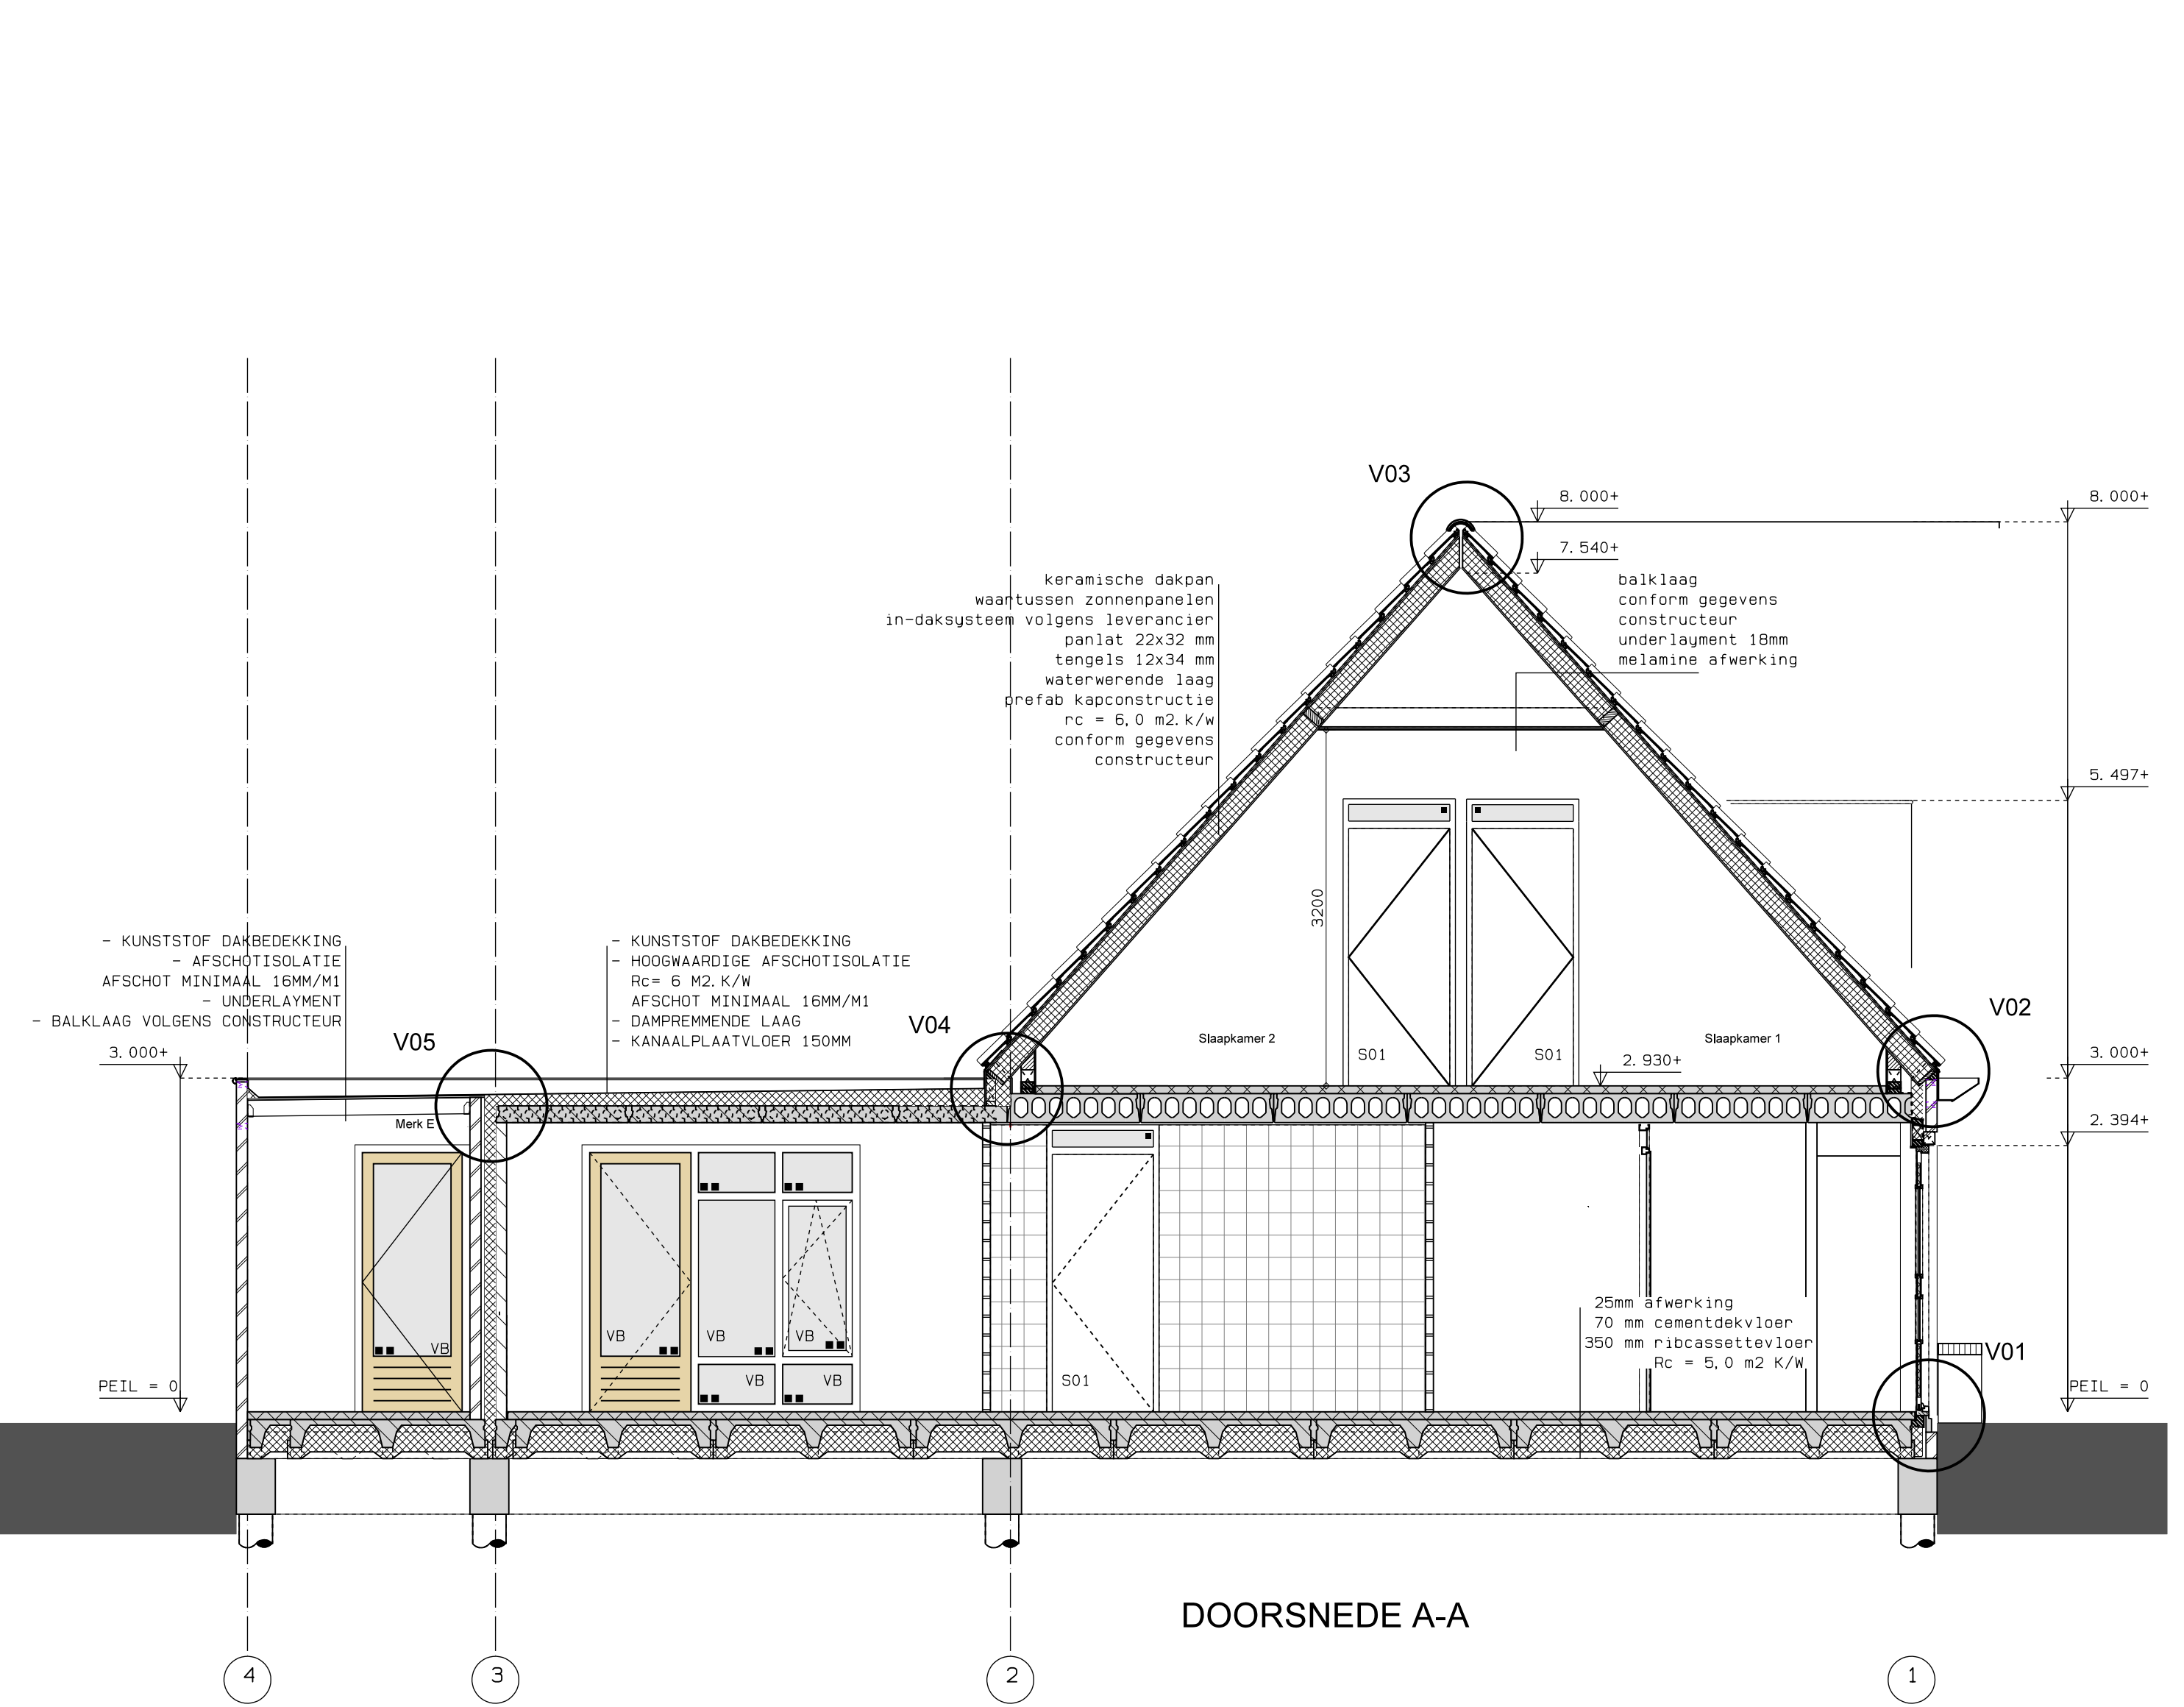 V03
8.000+
8.000+
7.540+
keramische dakpan
waartussen zonnenpanelen
in-daksysteem volgens leverancier
panlat 22x32 mm
tengels 12x34 mm
waterwerende laag
prefab kapconstructie
rc = 6,0 m2.k/w
conform gegevens
constructeur
balklaag
conform gegevens
constructeur
underlayment 18mm
melamine afwerking
5.497+
3200
- KUNSTSTOF DAKBEDEKKING
- AFSCHOTISOLATIE
AFSCHOT MINIMAAL 16MM/M1
- UNDERLAYMENT
- BALKLAAG VOLGENS CONSTRUCTEUR
- KUNSTSTOF DAKBEDEKKING
- HOOGWAARDIGE AFSCHOTISOLATIE
Rc= 6 M2.K/W
AFSCHOT MINIMAAL 16MM/M1
- DAMPREMMENDE LAAG
- KANAALPLAATVLOER 150MM
V05
V04
V02
Slaapkamer 2
Slaapkamer 1
S01
S01
3.000+
2.930+
3.000+
Merk E
2.394+
25mm afwerking
70 mm cementdekvloer
350 mm ribcassettevloer
Rc = 5,0 m2 K/W
VB
VB
VB
VB
VB
VB
S01
V01
PEIL = 0
PEIL = 0
DOORSNEDE A-A
4
3
2
1